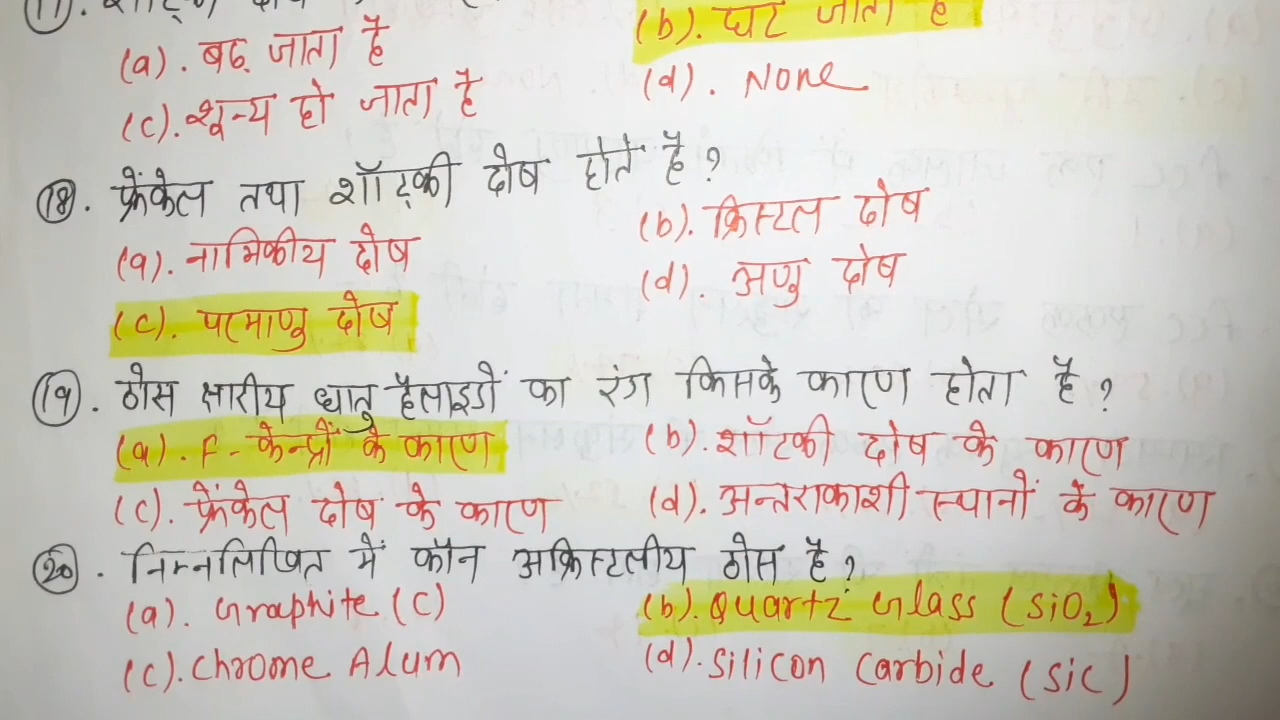 (a). बढ़ जाता है (b). घट जाता है
(c). शून्य हो जाता है (d). None
18. फ्रेंकेल तथा शॉट्की दोष होते है?
(a). नाभिकीय दोष (b). क्रिस्टल दोष
(c). परमाणु दोष (d). अणु दोष
19. ठोस क्षारीय धातु हैलाइडों का रंग किसके कारण होता है?
(a). F- केन्द्रों के कारण (b). शॉटकी दोष के कारण
(c). फ्रेंकेल दोष के कारण (d). अन्तराकाशी स्थानों के कारण
20. निम्नलिखित में कौन अक्रिस्टलीय ठोस है?
(a). Graphite (C) (b). Quartz Glass (SiO₂)
(c). Chrome Alum (d). Silicon Carbide (SiC)